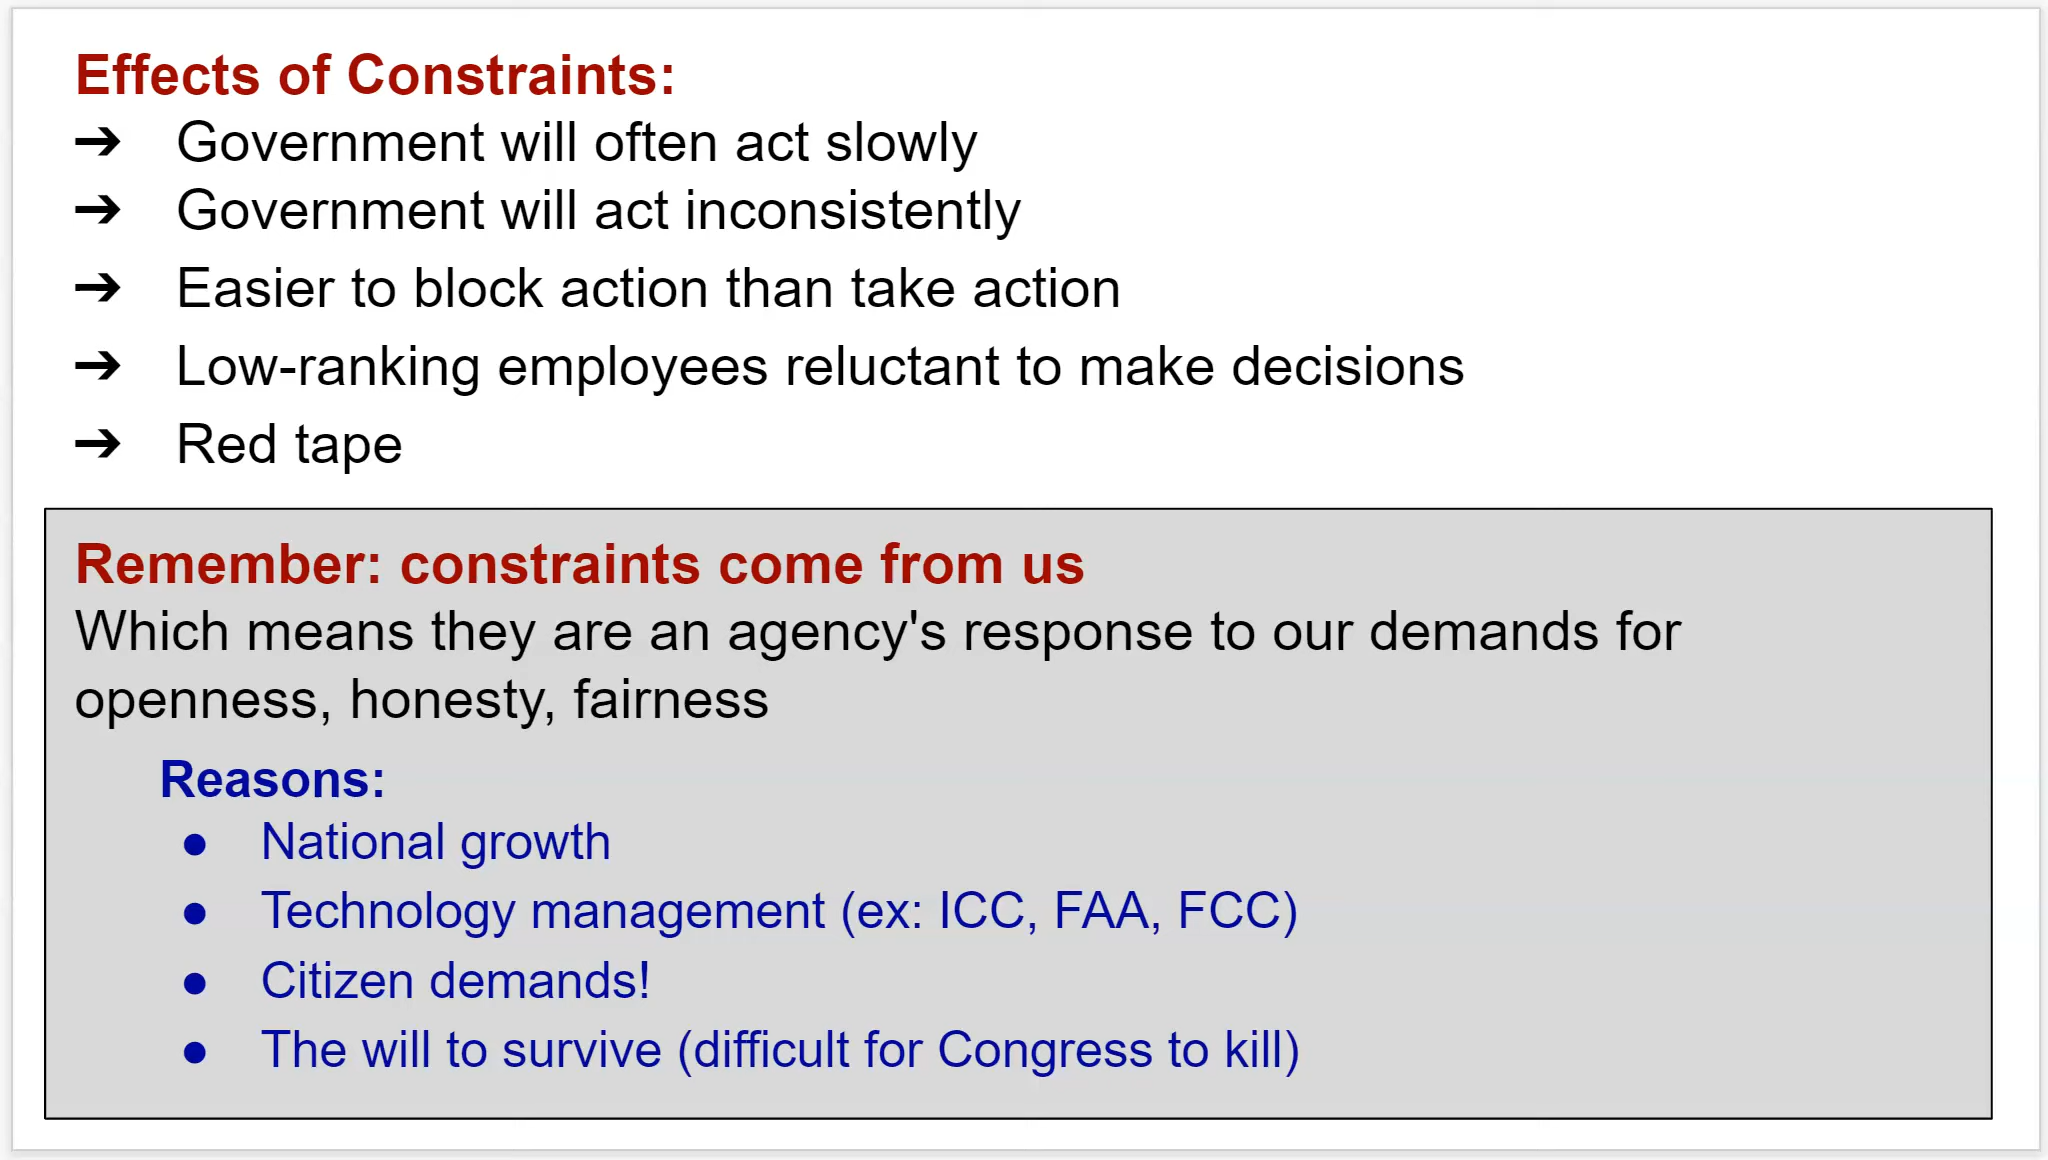 Effects of Constraints:
➔ Government will often act slowly
➔ Government will act inconsistently
➔ Easier to block action than take action
➔ Low-ranking employees reluctant to make decisions
➔ Red tape
Remember: constraints come from us
Which means they are an agency's response to our demands for
openness, honesty, fairness
Reasons:
● National growth
● Technology management (ex: ICC, FAA, FCC)
● Citizen demands!
● The will to survive (difficult for Congress to kill)